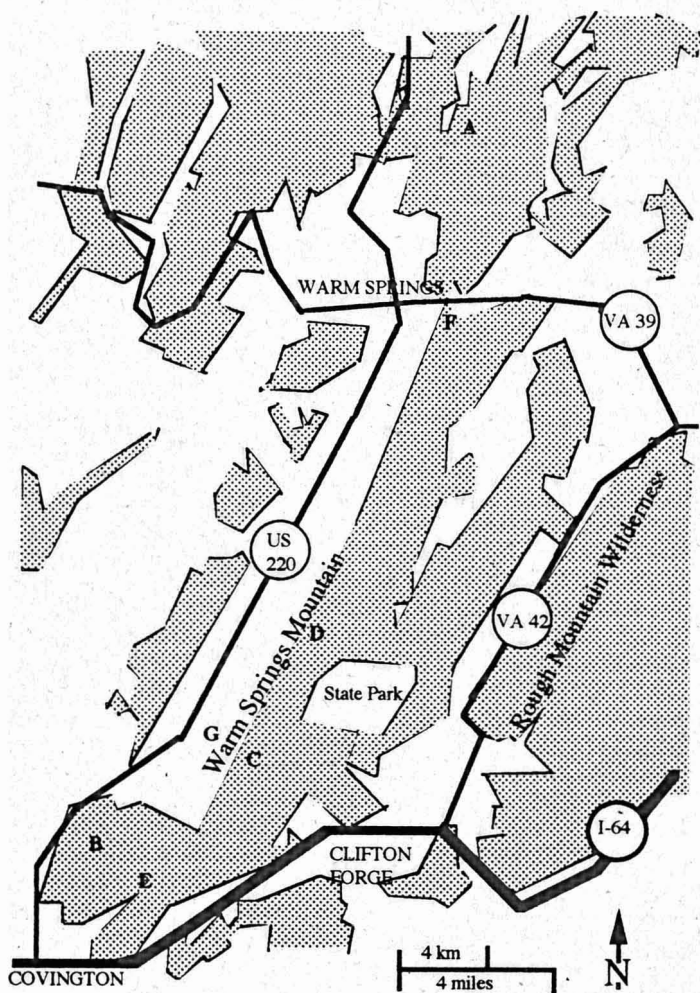 A
WARM SPRINGS
F
VA 39
US
220
Warm Springs Mountain
D
VA 42
Rough Mountain Wilderness
State Park
G
C
B
E
I-64
CLIFTON
FORGE
COVINGTON
4 km
4 miles
N